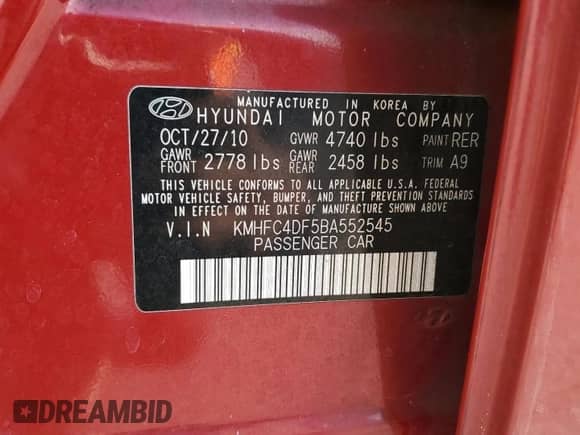 MANUFACTURED IN KOREA BY
HYUNDAI MOTOR COMPANY
OCT/27/10 GVWR 4740 lbs PAINT RER
GAWR FRONT 2778 lbs GAWR REAR 2458 lbs TRIM A9
THIS VEHICLE CONFORMS TO ALL APPLICABLE U.S.A. FEDERAL
MOTOR VEHICLE SAFETY, BUMPER, AND THEFT PREVENTION STANDARDS
IN EFFECT ON THE DATE OF MANUFACTURE SHOWN ABOVE.
V.I.N KMHFC4DF5BA552545
PASSENGER CAR
DREAMBID